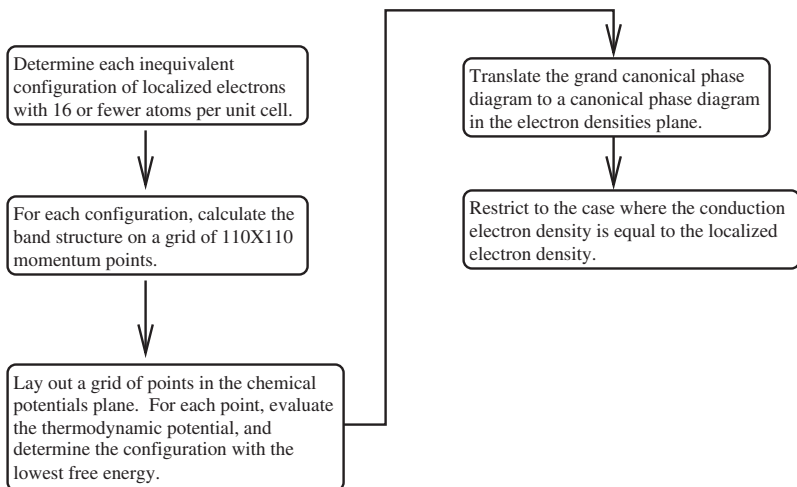 Determine each inequivalent
configuration of localized electrons
with 16 or fewer atoms per unit cell.
For each configuration, calculate the
band structure on a grid of 110X110
momentum points.
Lay out a grid of points in the chemical
potentials plane.  For each point, evaluate
the thermodynamic potential, and
determine the configuration with the
lowest free energy.
Translate the grand canonical phase
diagram to a canonical phase diagram
in the electron densities plane.
Restrict to the case where the conduction
electron density is equal to the localized
electron density.